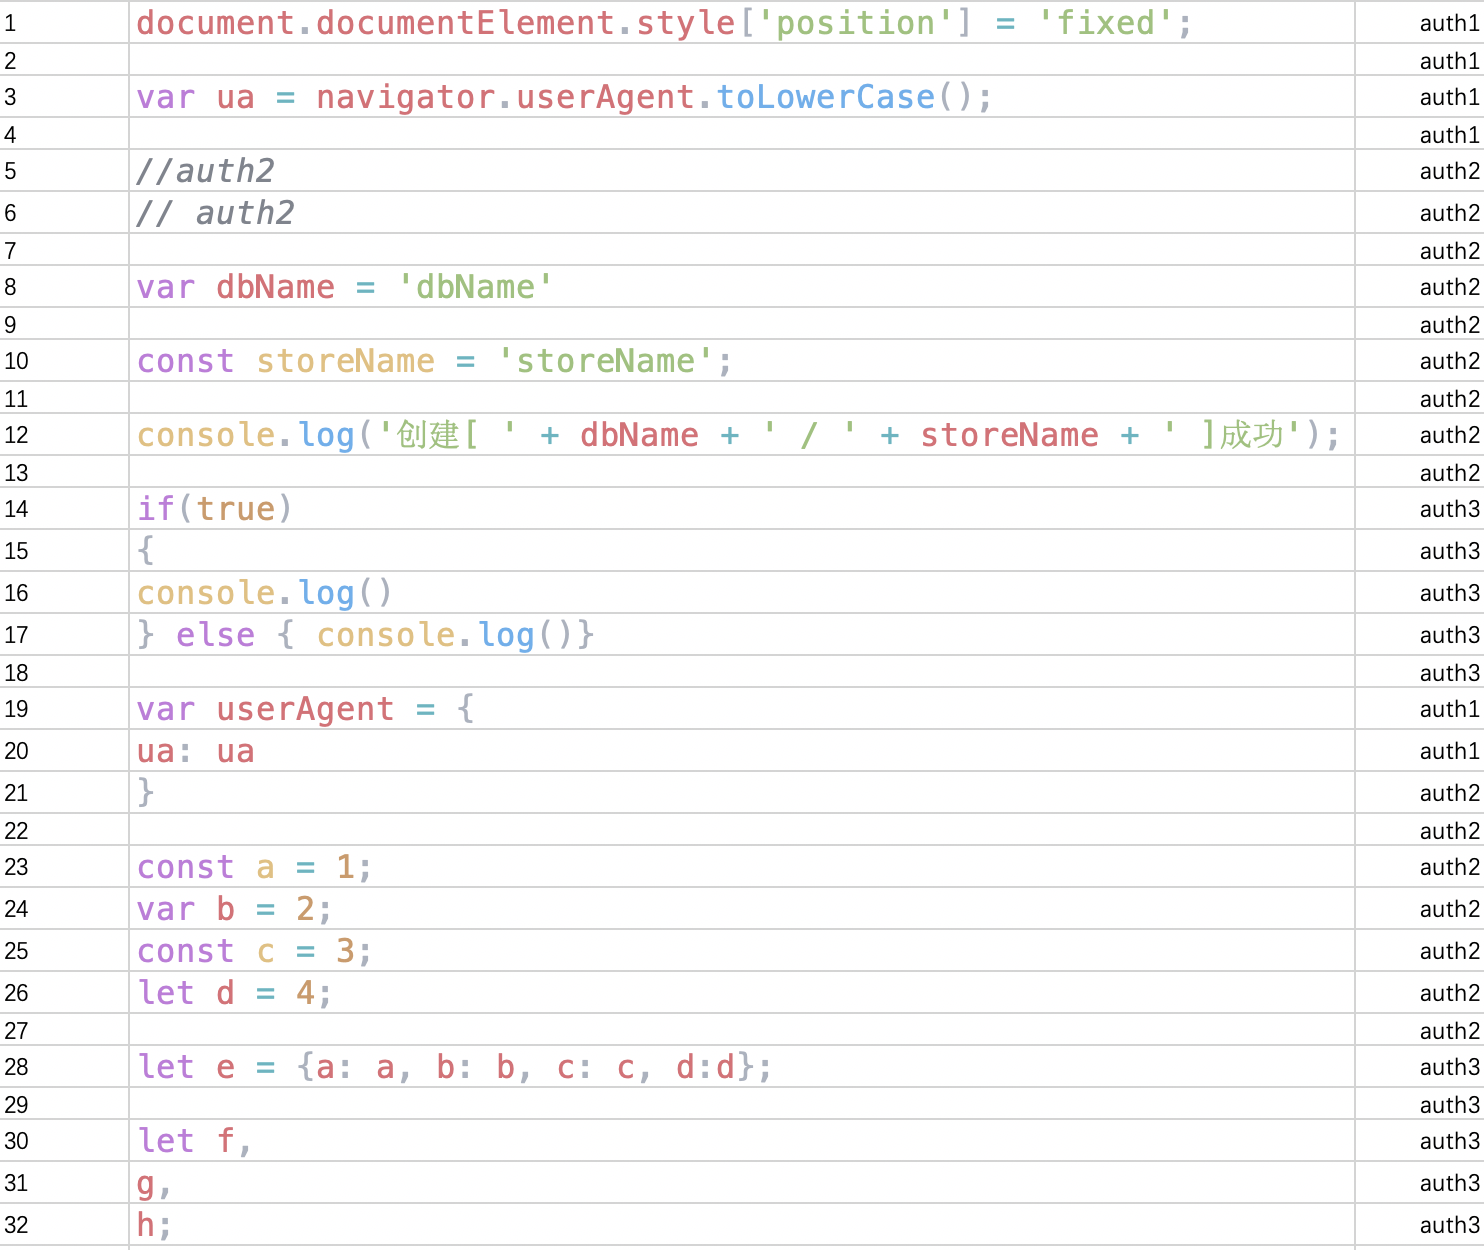 1 document.documentElement.style['position'] = 'fixed'; auth1
2 auth1
3 var ua = navigator.userAgent.toLowerCase(); auth1
4 auth1
5 //auth2 auth2
6 // auth2 auth2
7 auth2
8 var dbName = 'dbName' auth2
9 auth2
10 const storeName = 'storeName'; auth2
11 auth2
12 console.log('创建[ ' + dbName + ' / ' + storeName + ' ]成功'); auth2
13 auth2
14 if(true) auth3
15 { auth3
16 console.log() auth3
17 } else { console.log()} auth3
18 auth3
19 var userAgent = { auth1
20 ua: ua auth1
21 } auth2
22 auth2
23 const a = 1; auth2
24 var b = 2; auth2
25 const c = 3; auth2
26 let d = 4; auth2
27 auth2
28 let e = {a: a, b: b, c: c, d:d}; auth3
29 auth3
30 let f, auth3
31 g, auth3
32 h; auth3